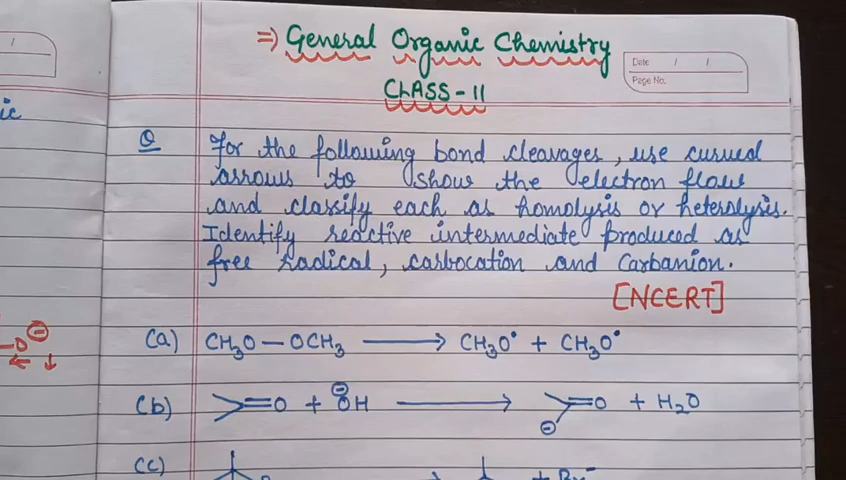 ic
⇒ General Organic Chemistry
CLASS - 11
Date / /
Page No.
Q For the following bond cleavages, use curved
arrows to show the electron flow
and classify each as homolysis or heterolysis.
Identify reactive intermediate produced as
free radical, carbocation and carbanion.
[NCERT]
(a) CH₃O — OCH₃ ⟶ CH₃O• + CH₃O•
(b) =O + ⊖OH ⟶ =O ⊖ + H₂O
(c) ⟶ + Br⁻